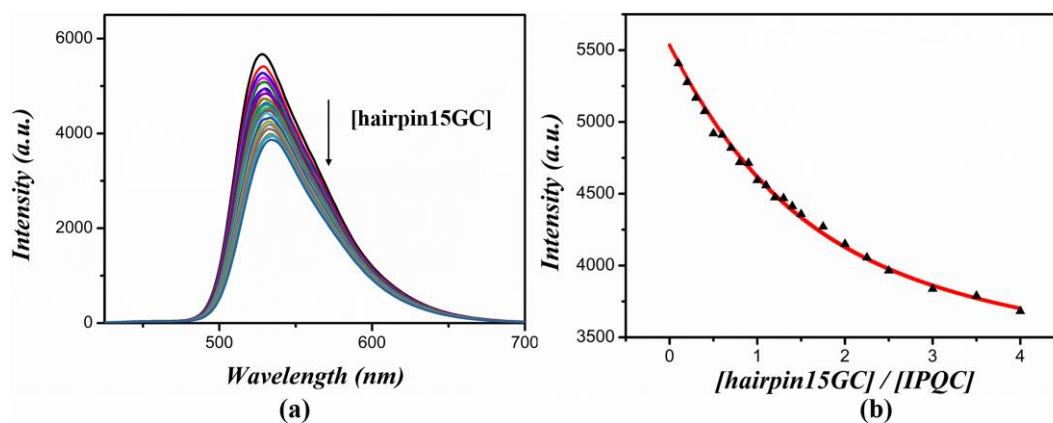 6000
4000
2000
0
Intensity (a.u.)
[hairpin15GC]
500
600
700
Wavelength (nm)
(a)
5500
5000
4500
4000
3500
Intensity (a.u.)
0
1
2
3
4
[hairpin15GC] / [IPQC]
(b)